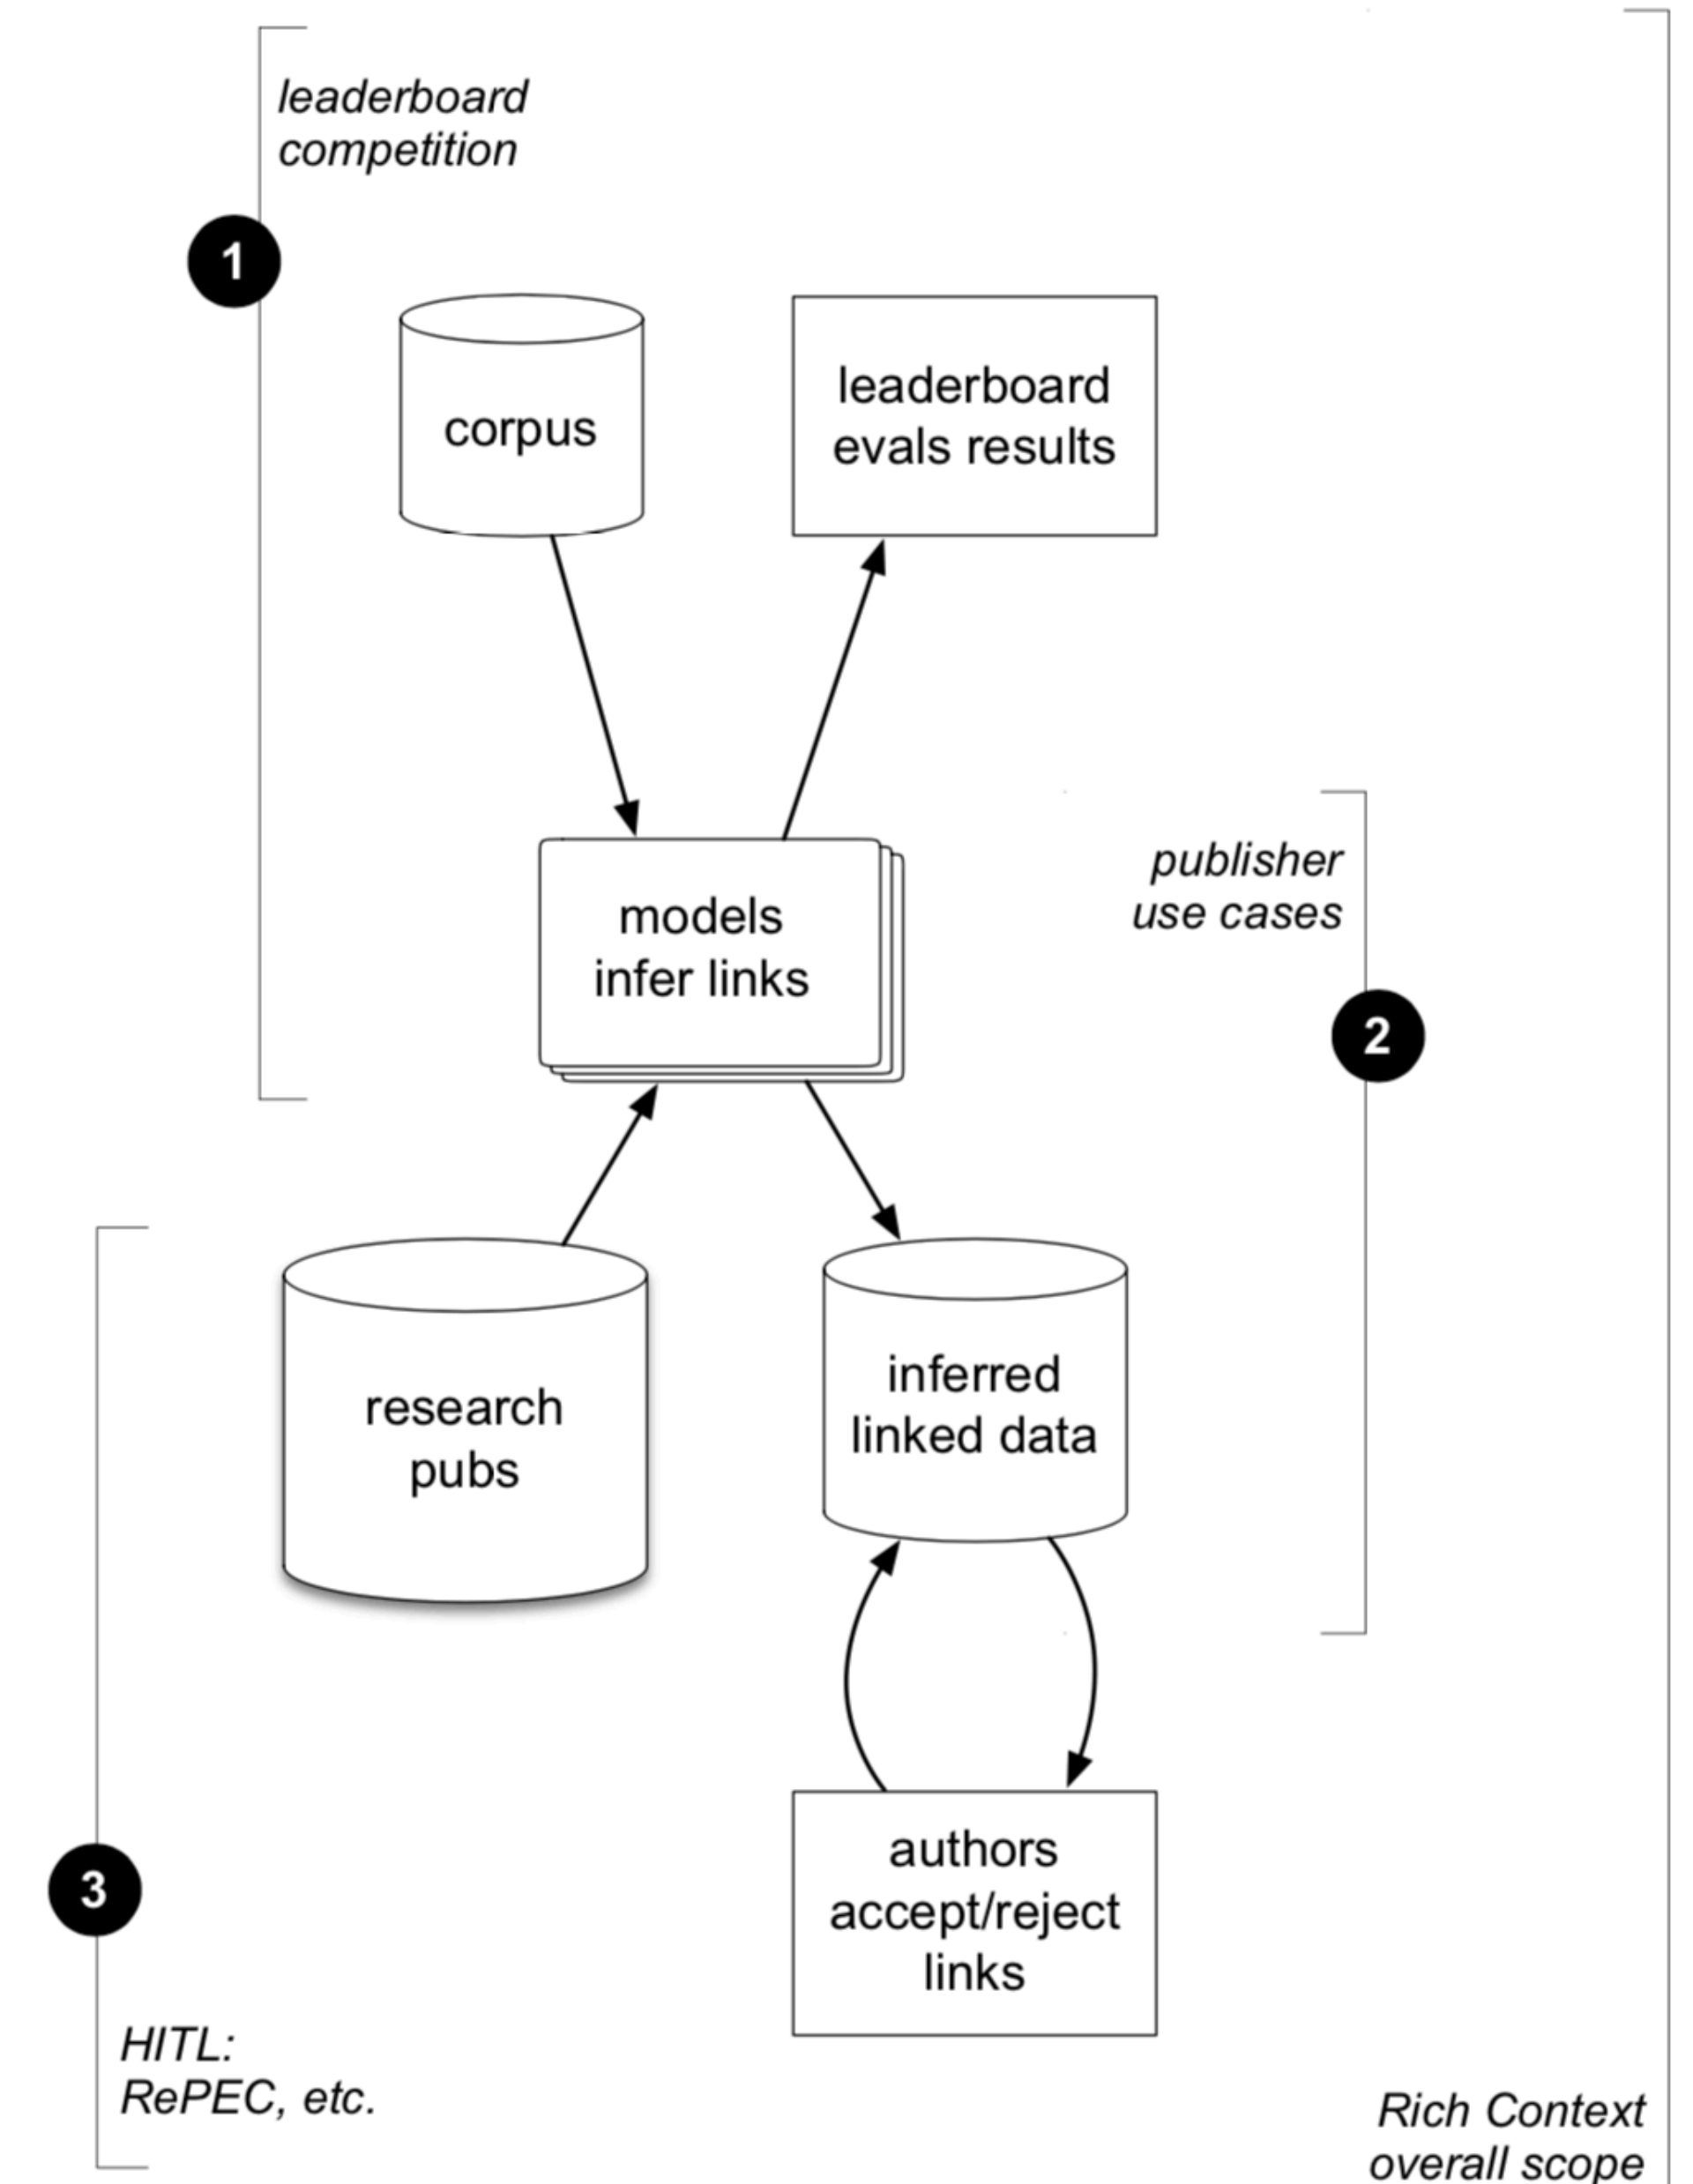 leaderboard
competition
1
corpus
leaderboard
evals results
models
infer links
publisher
use cases
2
research
pubs
inferred
linked data
3
authors
accept/reject
links
HITL:
RePEC, etc.
Rich Context
overall scope